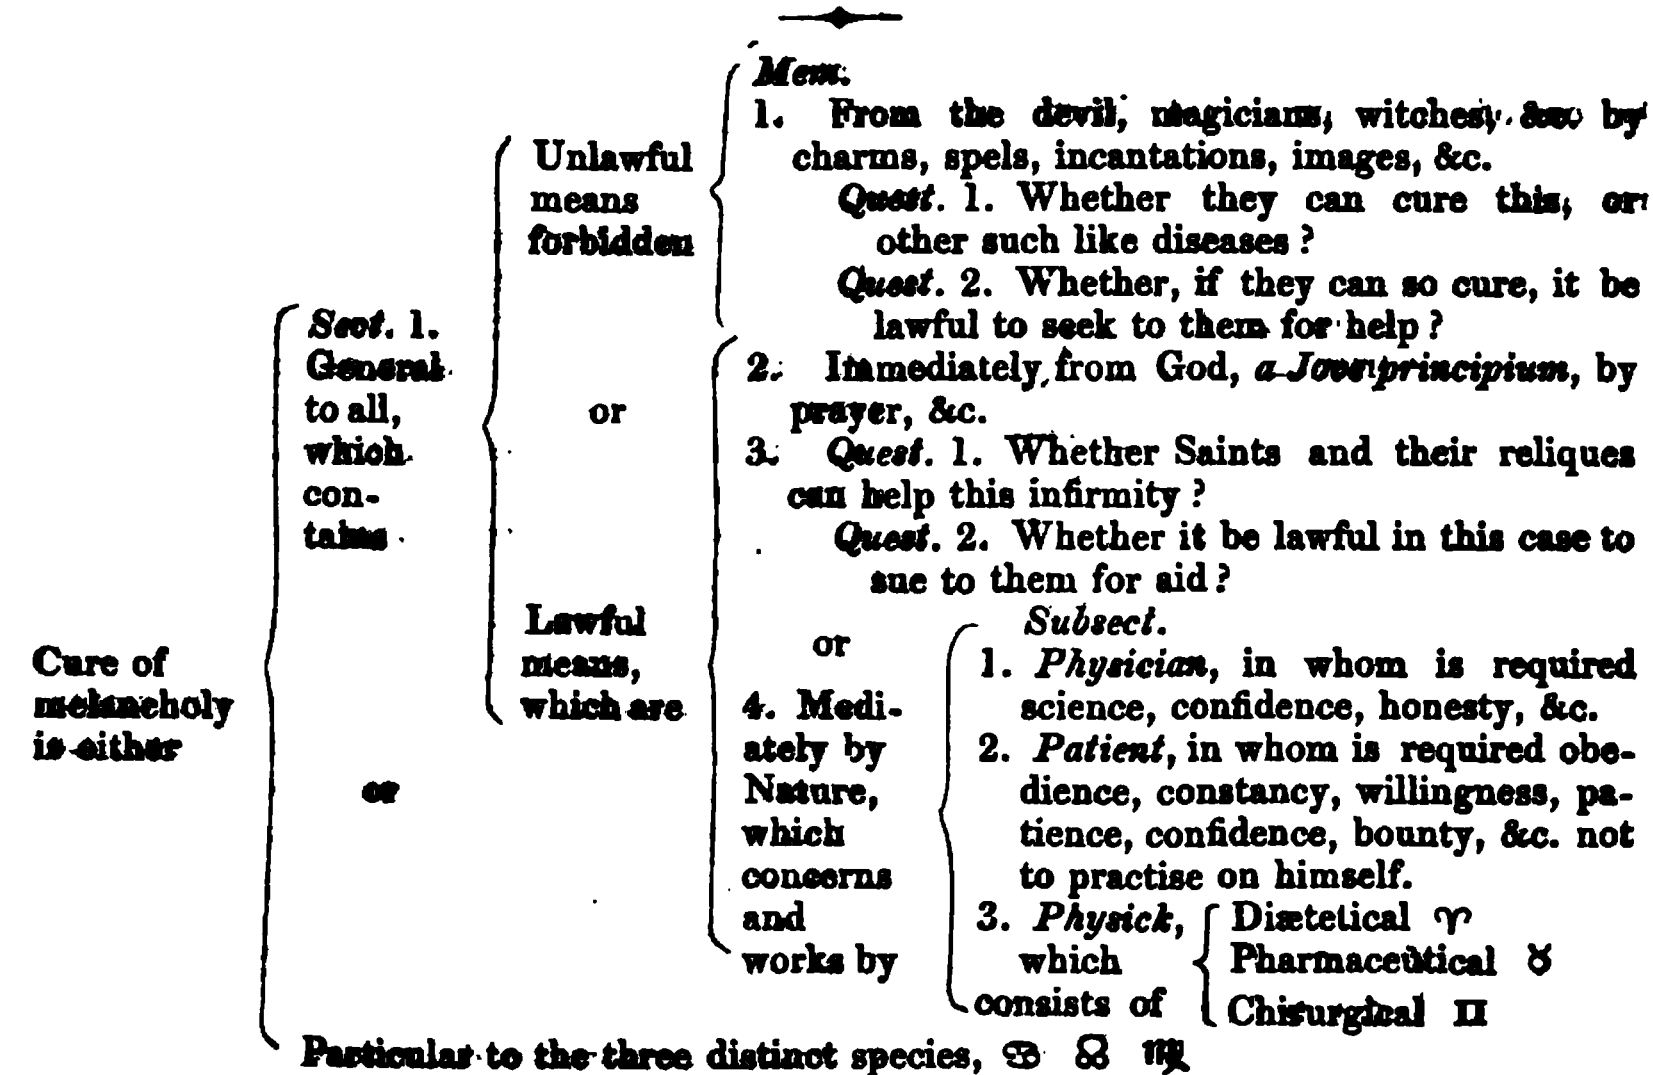 Cure of
melancholy
is either
Sect. 1.
General
to all,
which
con-
tains
or
Particular to the three distinct species, ♋ ♌ ♍
Unlawful
means
forbidden
or
Lawful
means,
which are
Mem.
1. From the devil, magicians, witches, &c. by
charms, spels, incantations, images, &c.
Quest. 1. Whether they can cure this, or
other such like diseases?
Quest. 2. Whether, if they can so cure, it be
lawful to seek to them for help?
2. Immediately from God, a Jove principium, by
prayer, &c.
3. Quest. 1. Whether Saints and their reliques
can help this infirmity?
Quest. 2. Whether it be lawful in this case to
sue to them for aid?
or
4. Medi-
ately by
Nature,
which
concerns
and
works by
Subsect.
1. Physician, in whom is required
science, confidence, honesty, &c.
2. Patient, in whom is required obe-
dience, constancy, willingness, pa-
tience, confidence, bounty, &c. not
to practise on himself.
3. Physick,
which
consists of
Diætetical ♈
Pharmaceutical ♉
Chirurgical ♊